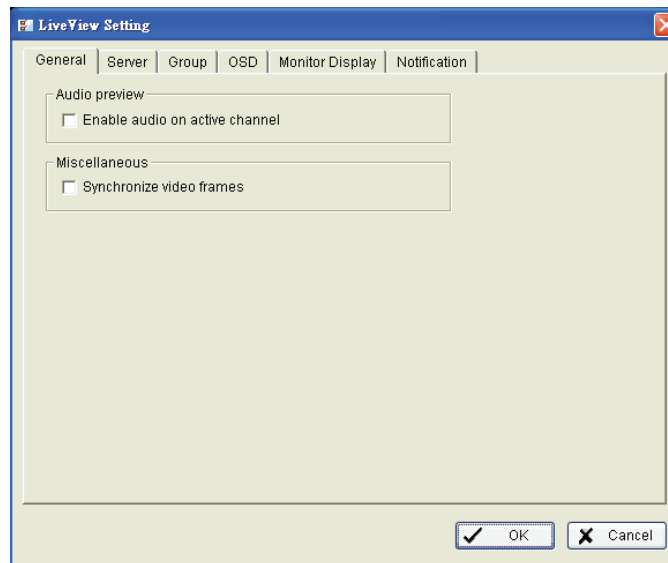 LiveView Setting
General Server Group OSD Monitor Display Notification
Audio preview
Enable audio on active channel
Miscellaneous
Synchronize video frames
OK Cancel